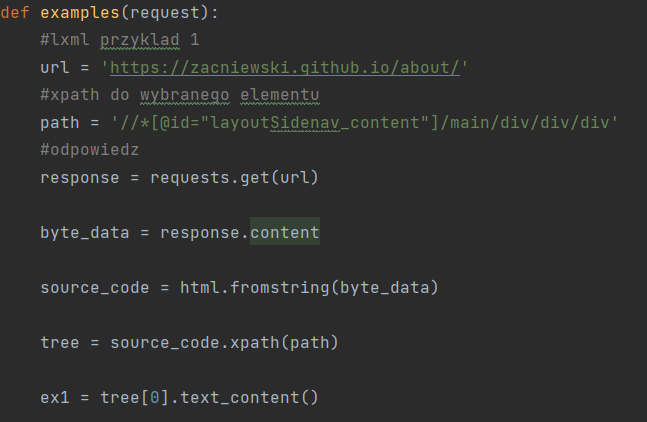 def examples(request):
    #lxml przyklad 1
    url = 'https://zacniewski.github.io/about/'
    #xpath do wybranego elementu
    path = '//*[@id="layoutSidenav_content"]/main/div/div/div'
    #odpowiedz
    response = requests.get(url)
    byte_data = response.content
    source_code = html.fromstring(byte_data)
    tree = source_code.xpath(path)
    ex1 = tree[0].text_content()